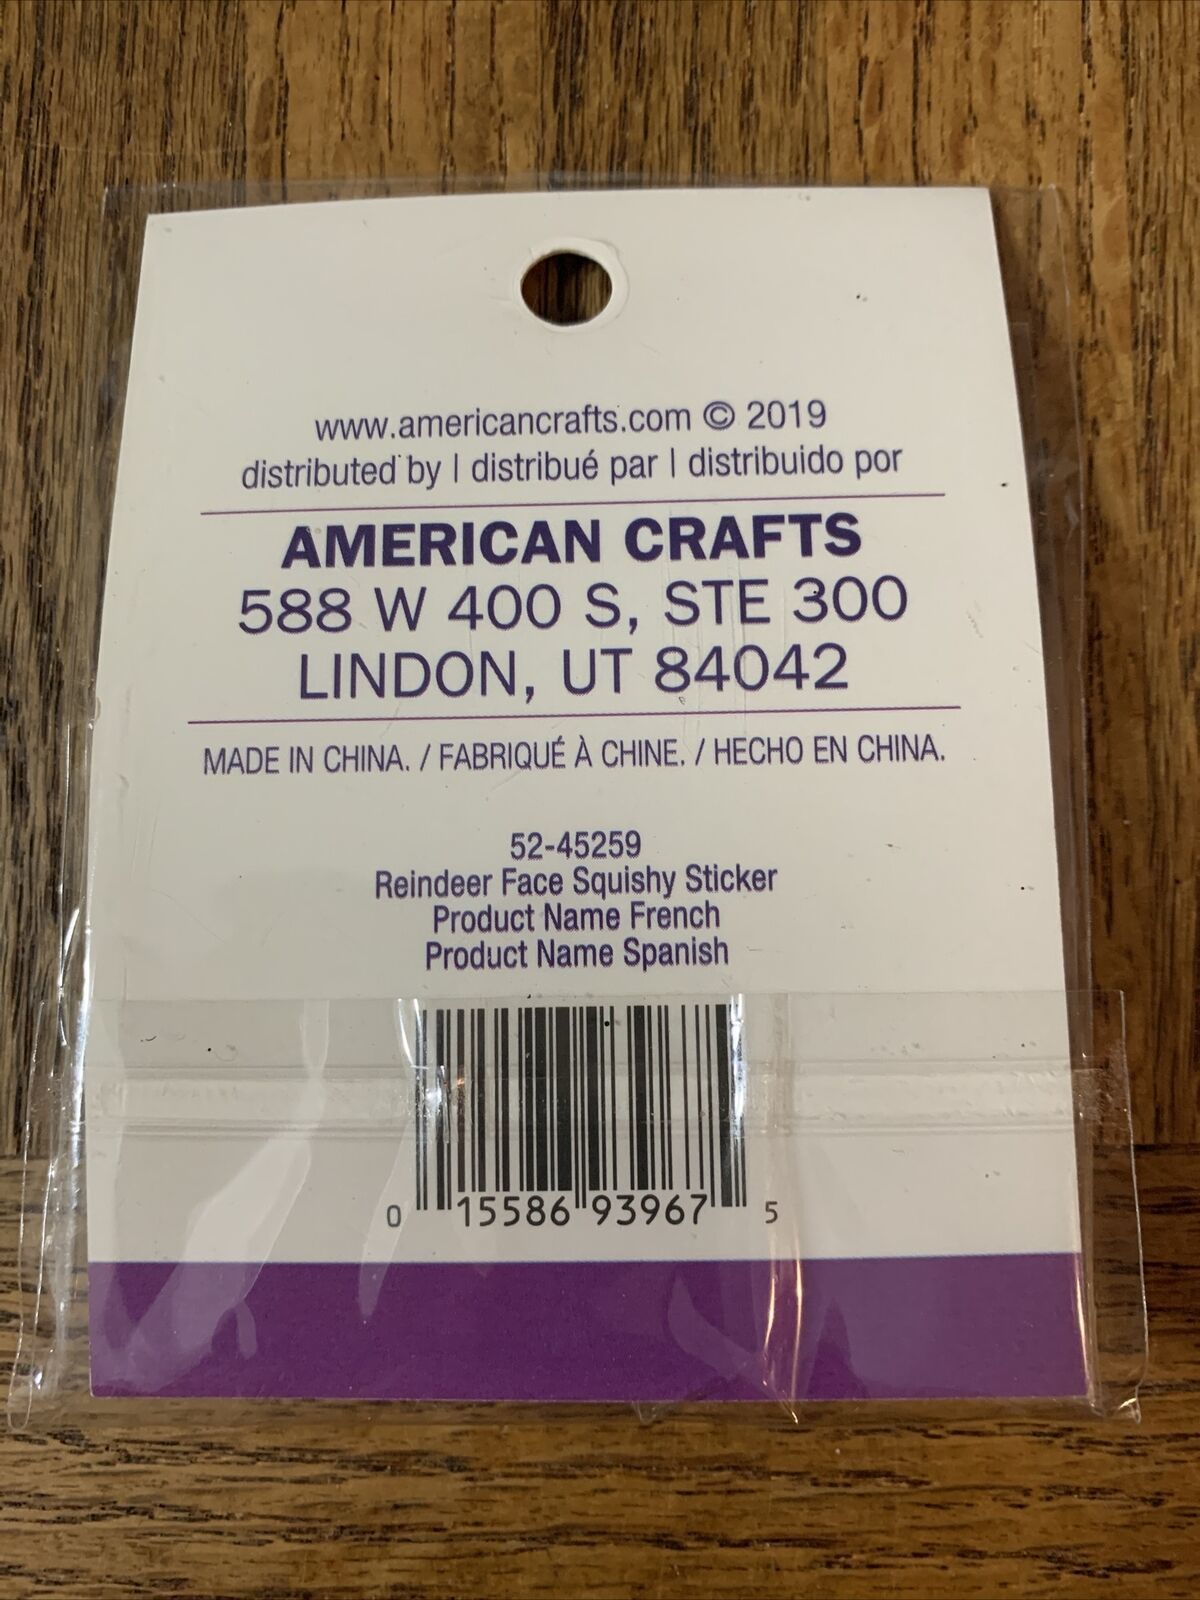 www.americancrafts.com © 2019
distributed by | distribué par | distribuido por
AMERICAN CRAFTS
588 W 400 S, STE 300
LINDON, UT 84042
MADE IN CHINA. / FABRIQUÉ À CHINE. / HECHO EN CHINA.
52-45259
Reindeer Face Squishy Sticker
Product Name French
Product Name Spanish
0 15586 93967 5